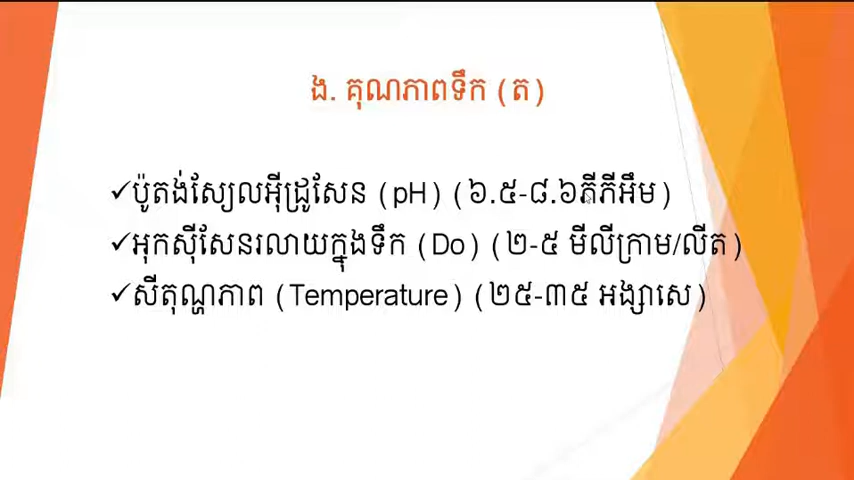 ង. គុណភាពទឹក (ត)
✓ប៉ូតង់ស្យែលអ៊ីដ្រូសែន (pH) (៦.៥-៨.៦ភីភីអឹម)
✓អុកស៊ីសែនរលាយក្នុងទឹក (Do) (២-៥ មីលីក្រាម/លីត)
✓សីតុណ្ហភាព (Temperature) (២៥-៣៥ អង្សាសេ)